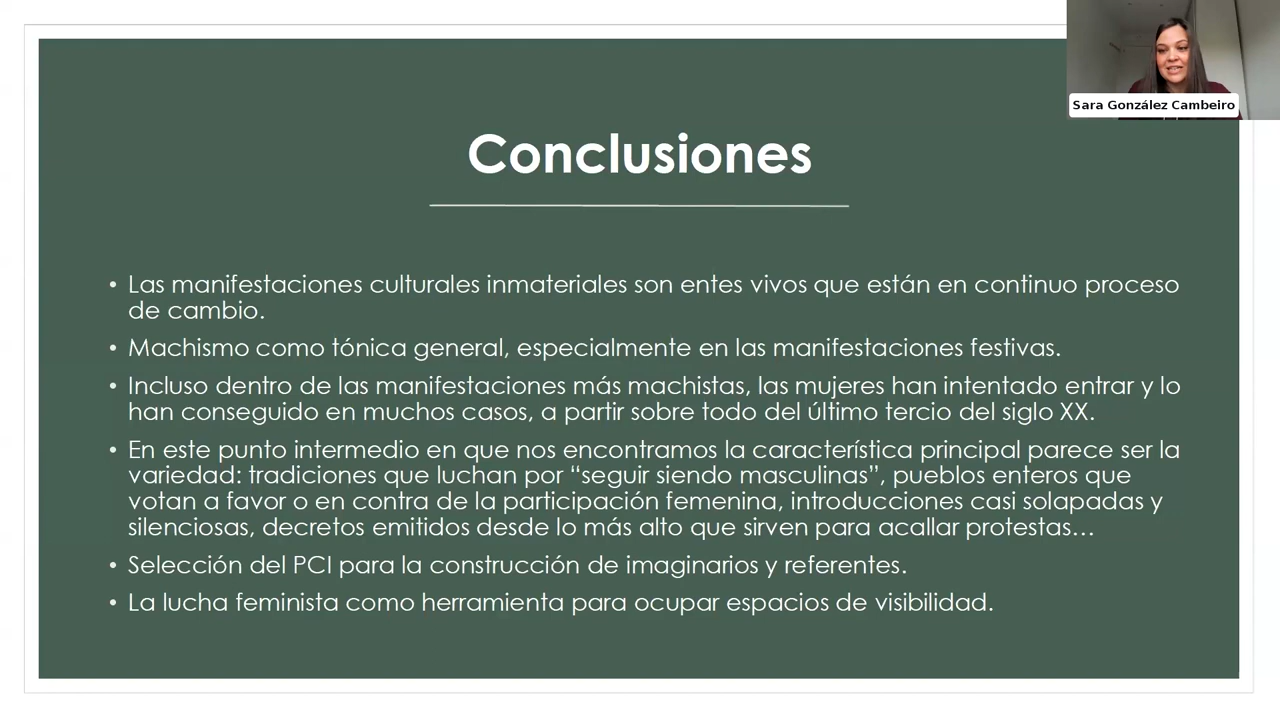 Sara González Cambeiro
Conclusiones
• Las manifestaciones culturales inmateriales son entes vivos que están en continuo proceso
de cambio.
• Machismo como tónica general, especialmente en las manifestaciones festivas.
• Incluso dentro de las manifestaciones más machistas, las mujeres han intentado entrar y lo
han conseguido en muchos casos, a partir sobre todo del último tercio del siglo XX.
• En este punto intermedio en que nos encontramos la característica principal parece ser la
variedad: tradiciones que luchan por “seguir siendo masculinas”, pueblos enteros que
votan a favor o en contra de la participación femenina, introducciones casi solapadas y
silenciosas, decretos emitidos desde lo más alto que sirven para acallar protestas…
• Selección del PCI para la construcción de imaginarios y referentes.
• La lucha feminista como herramienta para ocupar espacios de visibilidad.